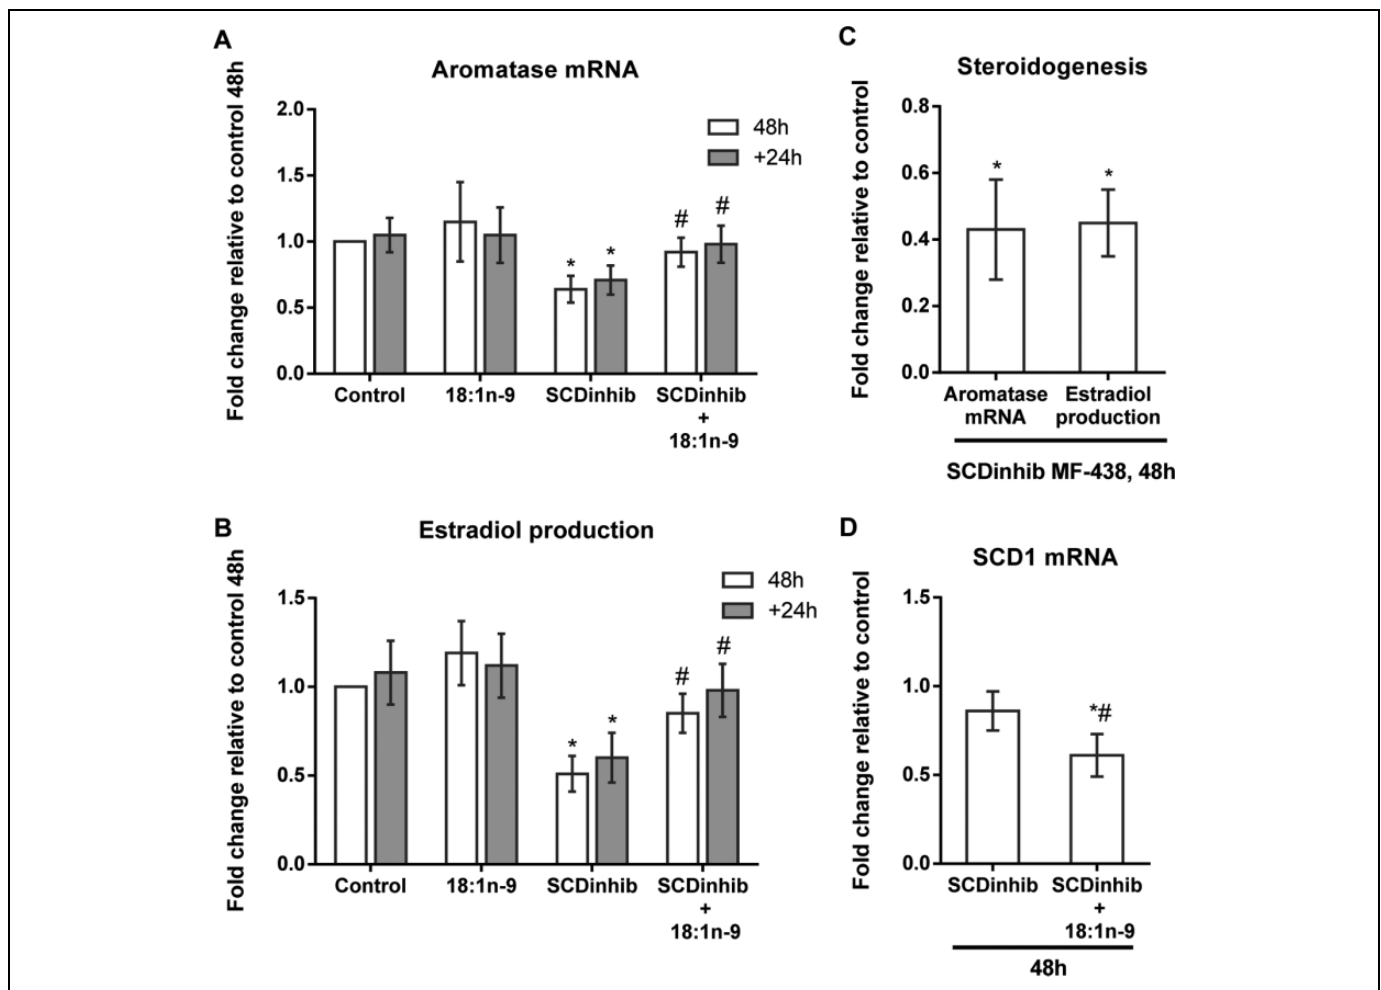 A
Aromatase mRNA
Fold change relative to control 48h
2.0
1.5
1.0
0.5
0.0
48h
+24h
* * # #
Control 18:1n-9 SCDinhib SCDinhib
+
18:1n-9
B
Estradiol production
Fold change relative to control 48h
1.5
1.0
0.5
0.0
48h
+24h
* * # #
Control 18:1n-9 SCDinhib SCDinhib
+
18:1n-9
C
Steroidogenesis
Fold change relative to control
0.8
0.6
0.4
0.2
0.0
* *
Aromatase Estradiol
mRNA production
SCDinhib MF-438, 48h
D
SCD1 mRNA
Fold change relative to control
1.5
1.0
0.5
0.0
*#
SCDinhib SCDinhib
+
18:1n-9
48h